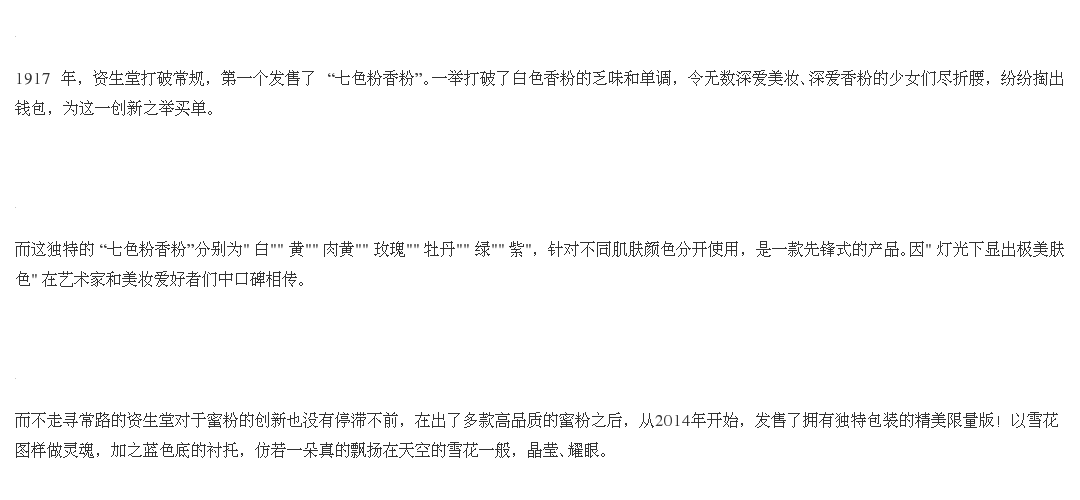 1917 年，资生堂打破常规，第一个发售了 “七色粉香粉”。一举打破了白色香粉的乏味和单调，令无数深爱美妆、深爱香粉的少女们尽折腰，纷纷掏出
钱包，为这一创新之举买单。
而这独特的 “七色粉香粉”分别为" 白"" 黄"" 肉黄"" 玫瑰"" 牡丹"" 绿"" 紫"，针对不同肌肤颜色分开使用，是一款先锋式的产品。因" 灯光下显出极美肤
色" 在艺术家和美妆爱好者们中口碑相传。
而不走寻常路的资生堂对于蜜粉的创新也没有停滞不前，在出了多款高品质的蜜粉之后，从2014年开始，发售了拥有独特包装的精美限量版！以雪花
图样做灵魂，加之蓝色底的衬托，仿若一朵真的飘扬在天空的雪花一般，晶莹、耀眼。